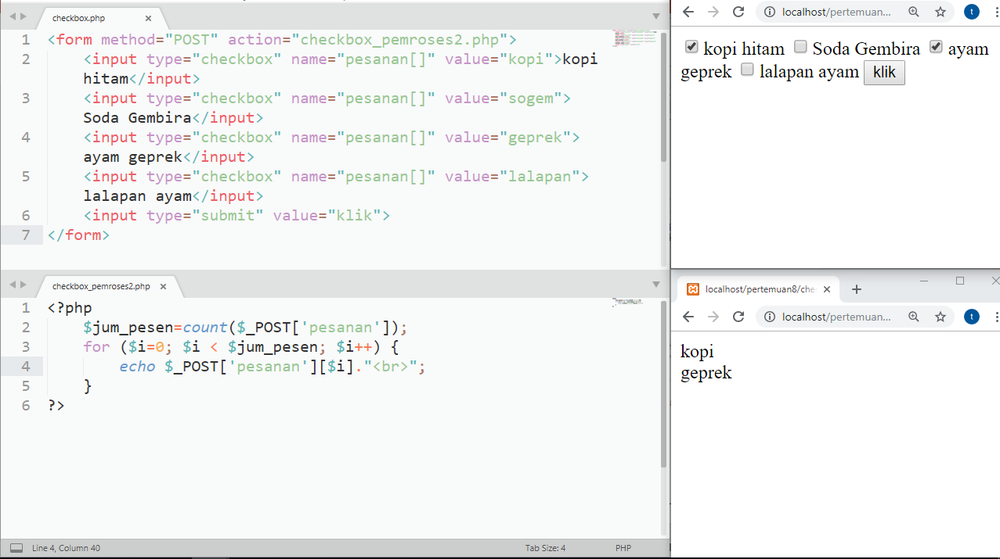 checkbox.php ×
1 <form method="POST" action="checkbox_pemroses2.php">
2 <input type="checkbox" name="pesanan[]" value="kopi">kopi
hitam</input>
3 <input type="checkbox" name="pesanan[]" value="sogem">
Soda Gembira</input>
4 <input type="checkbox" name="pesanan[]" value="geprek">
ayam geprek</input>
5 <input type="checkbox" name="pesanan[]" value="lalapan">
lalapan ayam</input>
6 <input type="submit" value="klik">
7 </form>
checkbox_pemroses2.php ×
1 <?php
2 $jum_pesen=count($_POST['pesanan']);
3 for ($i=0; $i < $jum_pesen; $i++) {
4 echo $_POST['pesanan'][$i]."<br>";
5 }
6 ?>
Line 4, Column 40 Tab Size: 4 PHP
localhost/pertemuan... t
kopi hitam Soda Gembira ayam
geprek lalapan ayam klik
localhost/pertemuan8/che
localhost/pertemuan... t
kopi
geprek